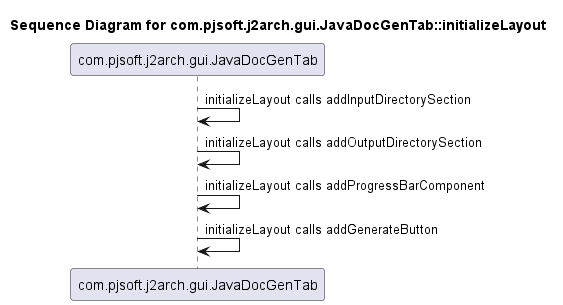 Sequence Diagram for com.pjsoft.j2arch.gui.JavaDocGenTab::initializeLayout
com.pjsoft.j2arch.gui.JavaDocGenTab
initializeLayout calls addInputDirectorySection
initializeLayout calls addOutputDirectorySection
initializeLayout calls addProgressBarComponent
initializeLayout calls addGenerateButton
com.pjsoft.j2arch.gui.JavaDocGenTab